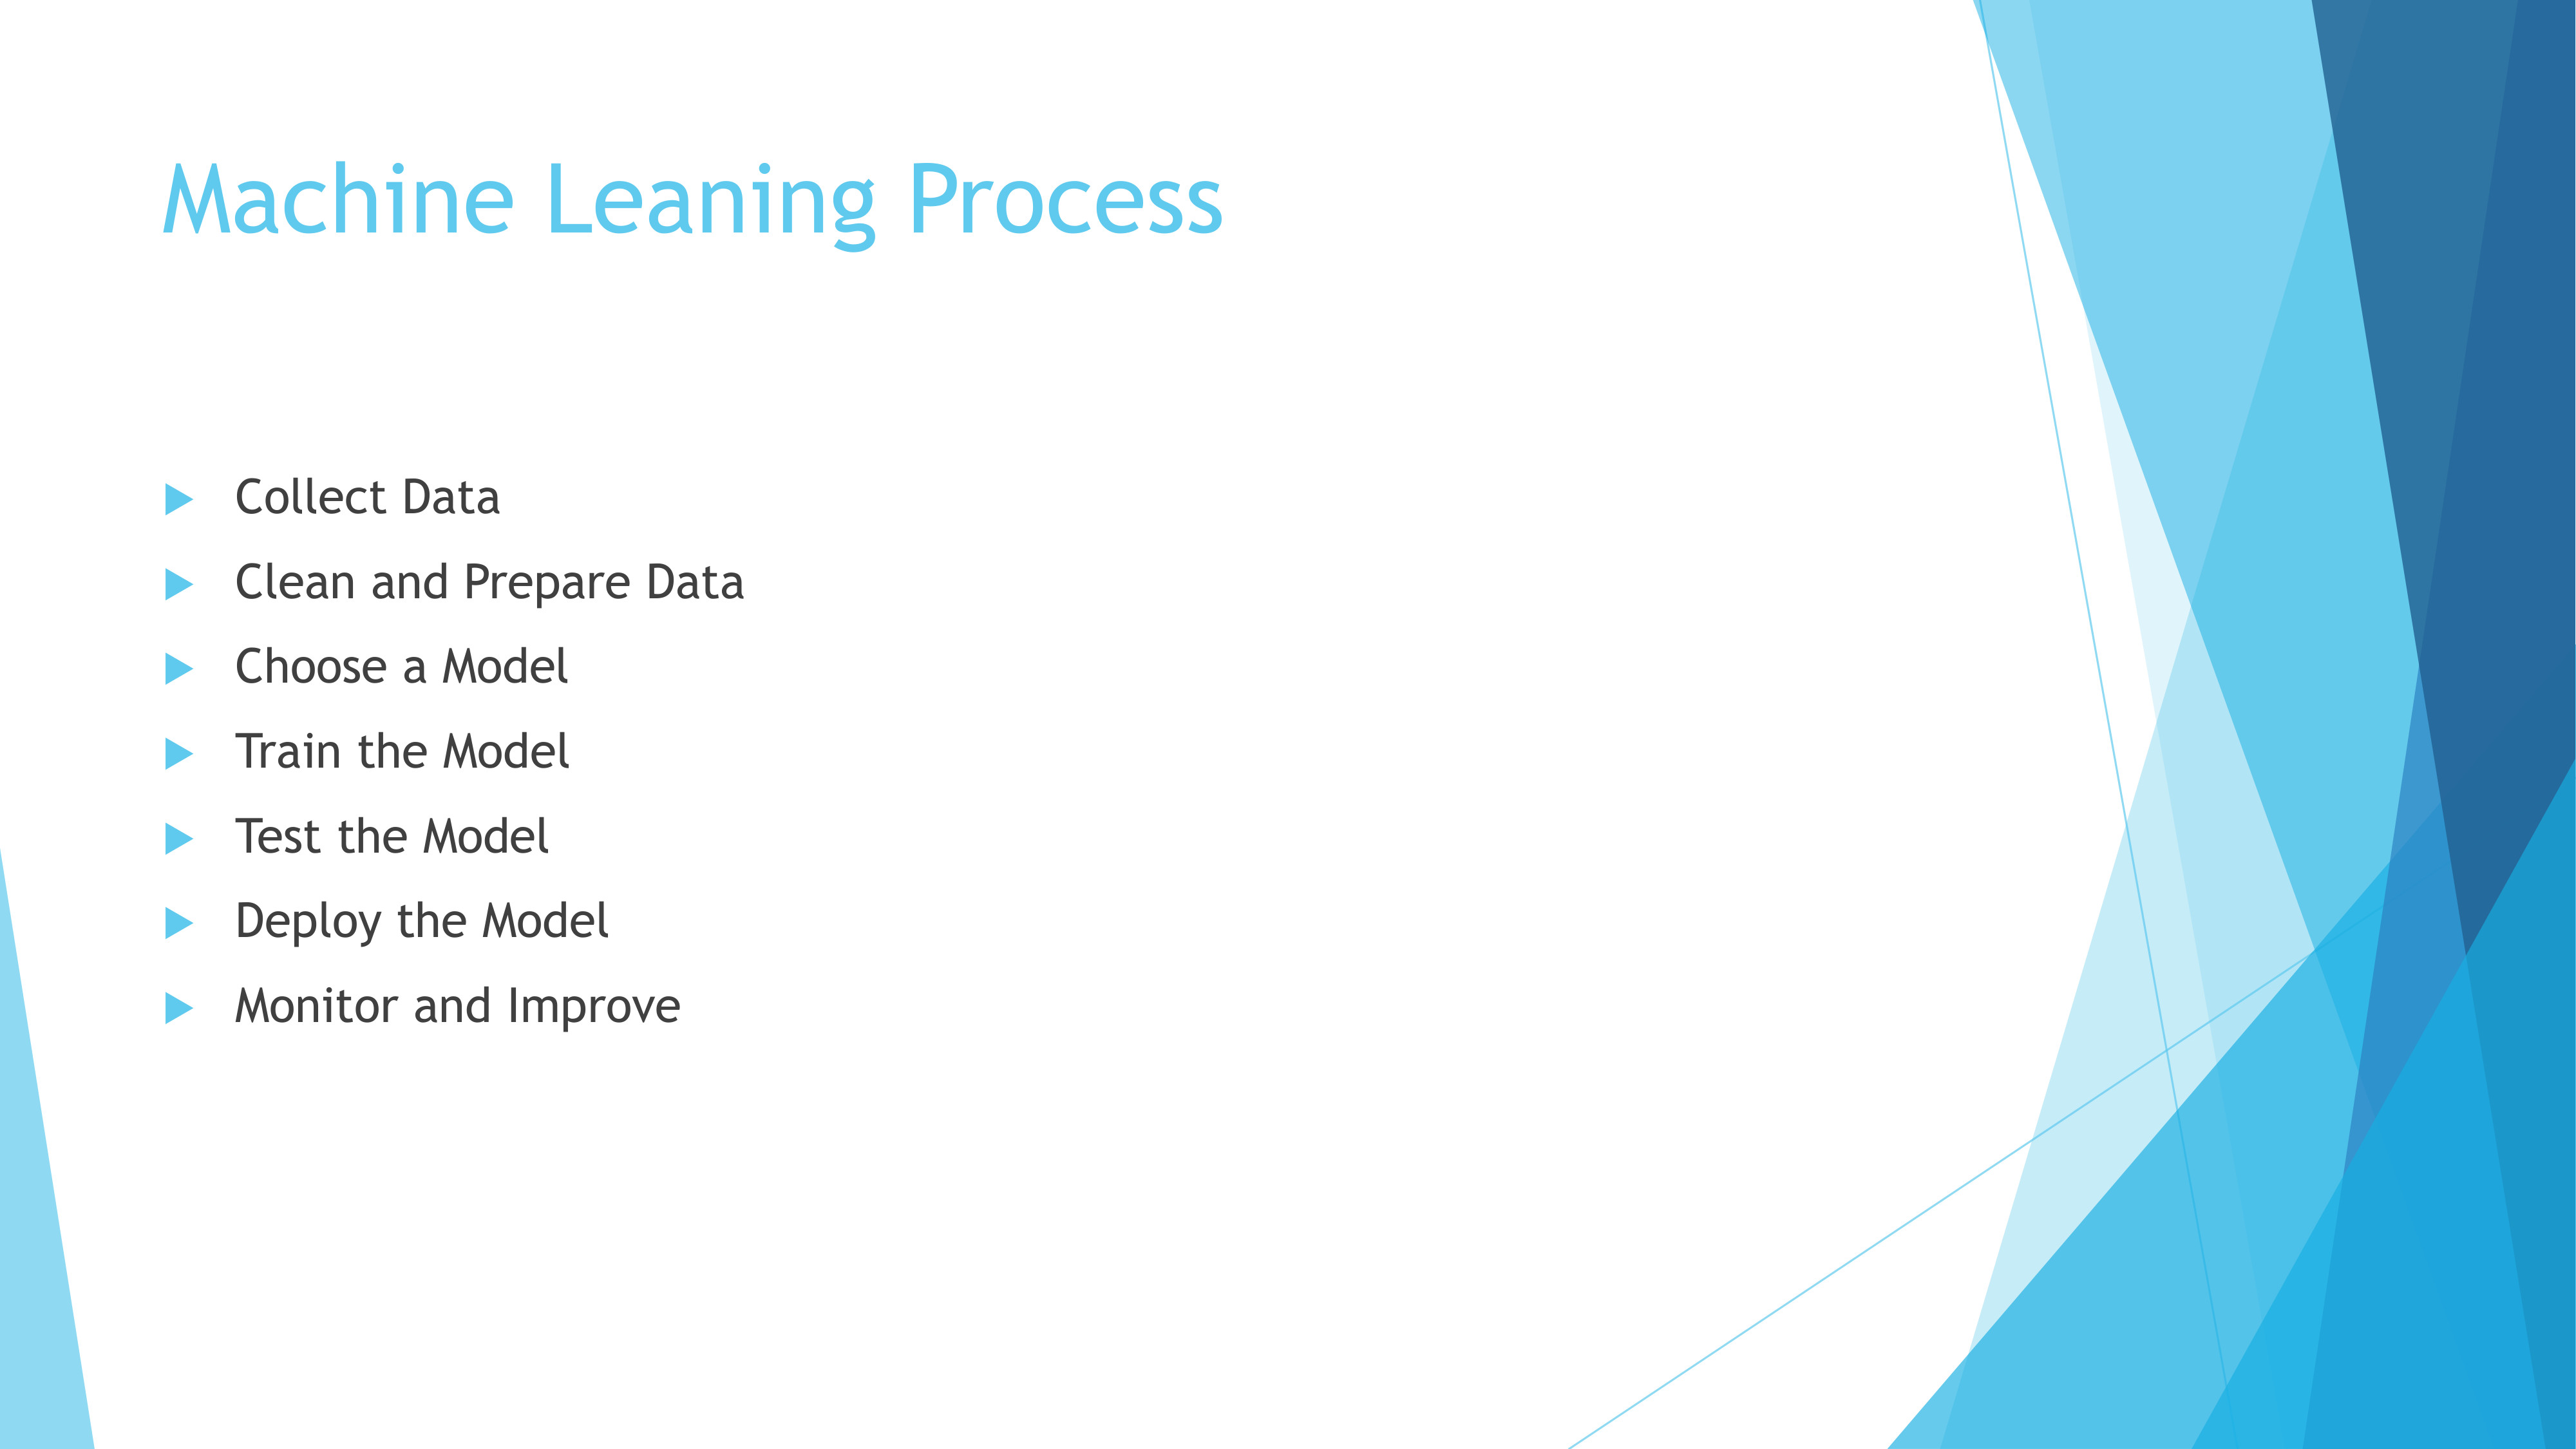 Machine Leaning Process
Collect Data
Clean and Prepare Data
Choose a Model
Train the Model
Test the Model
Deploy the Model
Monitor and Improve